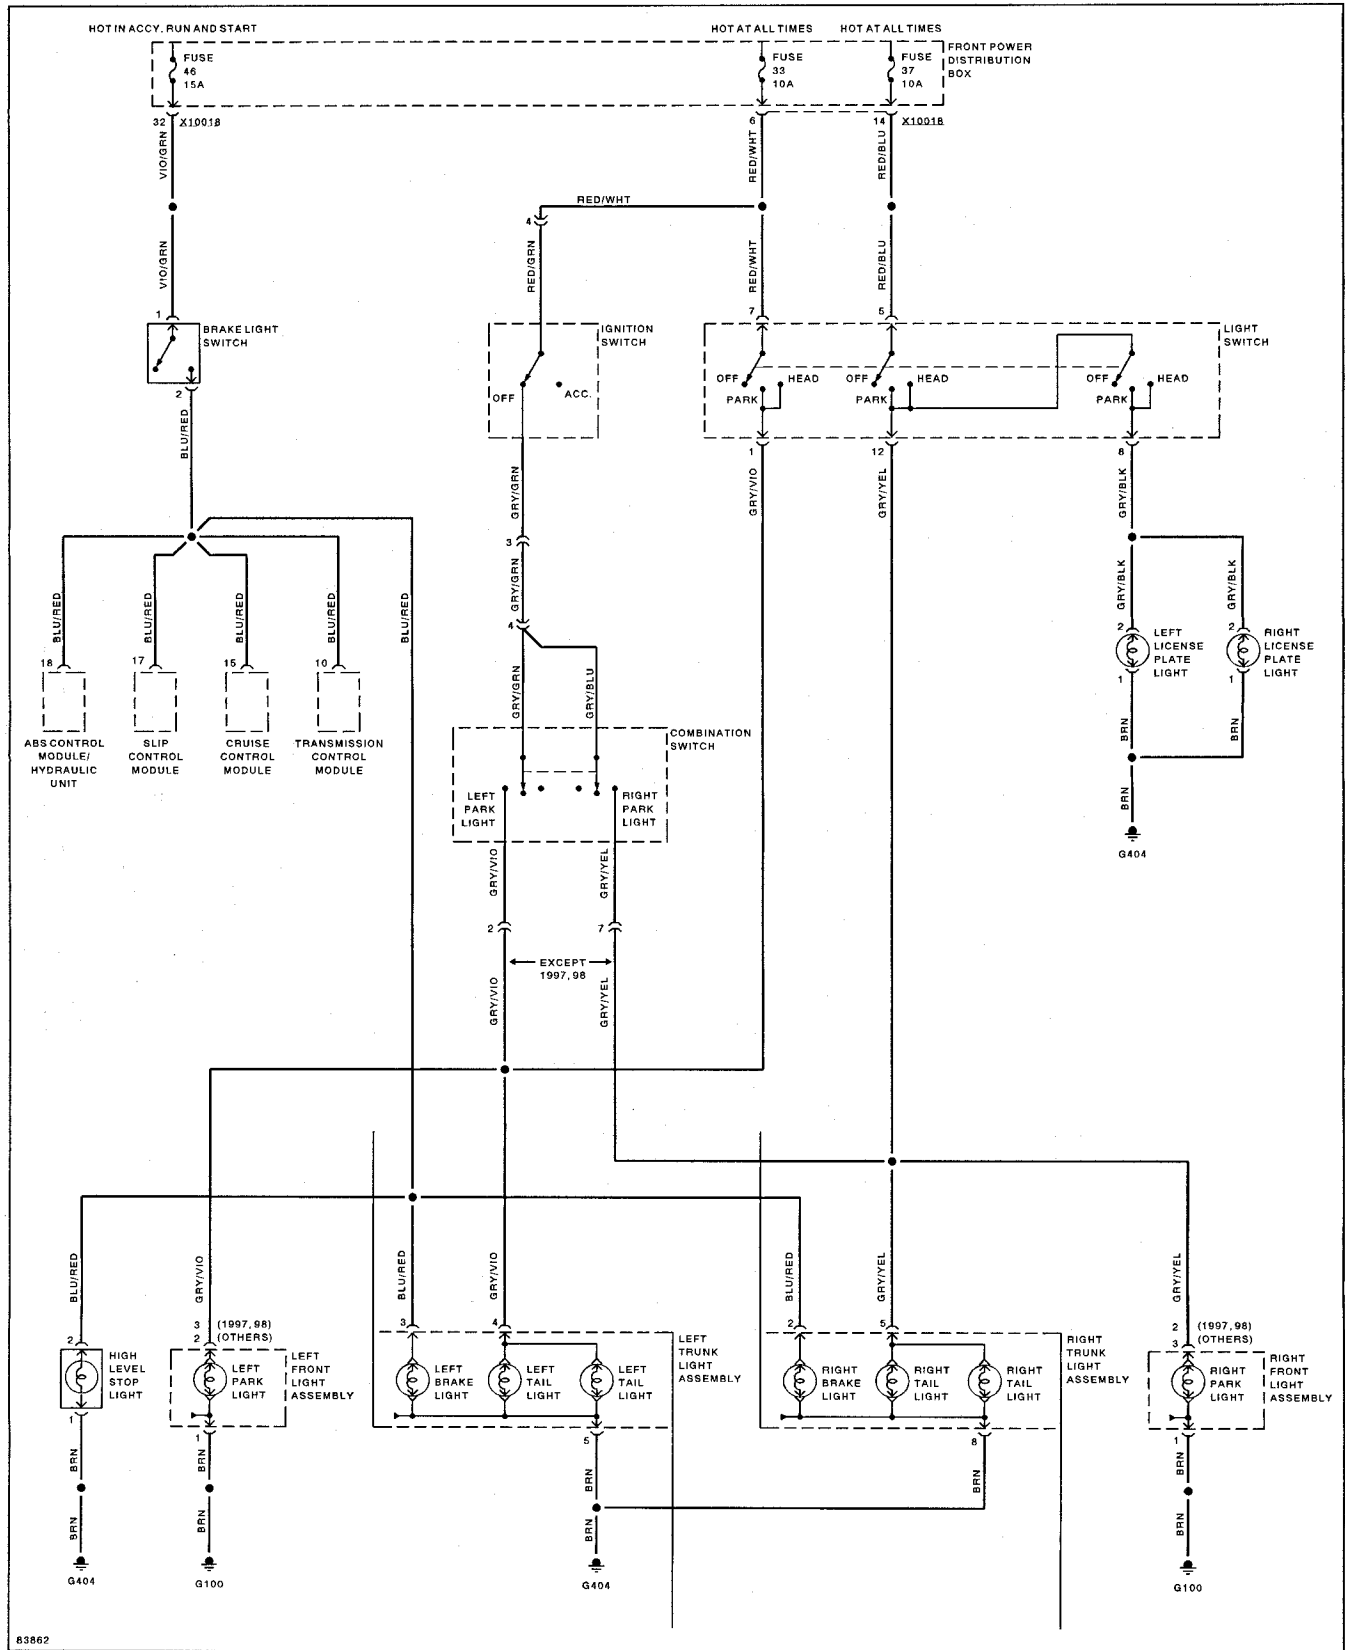 HOT IN ACCY, RUN AND START
HOT AT ALL TIMES
HOT AT ALL TIMES
FUSE
46
15A
FUSE
33
10A
FUSE
37
10A
FRONT POWER
DISTRIBUTION
BOX
32 X10018
6
14 X10018
VIO/GRN
RED/WHT
RED/BLU
RED/WHT
4
VIO/GRN
RED/GRN
RED/WHT
RED/BLU
1
7
5
BRAKE LIGHT
SWITCH
IGNITION
SWITCH
LIGHT
SWITCH
OFF
ACC.
OFF
HEAD
PARK
OFF
HEAD
PARK
OFF
HEAD
PARK
2
1
12
8
BLU/RED
GRY/GRN
GRY/VIO
GRY/YEL
GRY/BLK
3
BLU/RED
BLU/RED
BLU/RED
BLU/RED
BLU/RED
GRY/GRN
GRY/BLK
GRY/BLK
4
2
2
LEFT
LICENSE
PLATE
LIGHT
RIGHT
LICENSE
PLATE
LIGHT
1
1
18
17
15
10
GRY/GRN
GRY/BLU
BRN
BRN
ABS CONTROL
MODULE/
HYDRAULIC
UNIT
SLIP
CONTROL
MODULE
CRUISE
CONTROL
MODULE
TRANSMISSION
CONTROL
MODULE
COMBINATION
SWITCH
LEFT
PARK
LIGHT
RIGHT
PARK
LIGHT
BRN
G404
GRY/VIO
GRY/YEL
2
7
EXCEPT
1997, 98
GRY/VIO
GRY/YEL
BLU/RED
GRY/VIO
BLU/RED
GRY/VIO
BLU/RED
GRY/YEL
GRY/YEL
2
3 (1997, 98)
2 (OTHERS)
3
4
2
5
2 (1997, 98)
3 (OTHERS)
HIGH
LEVEL
STOP
LIGHT
LEFT
PARK
LIGHT
LEFT
FRONT
LIGHT
ASSEMBLY
LEFT
BRAKE
LIGHT
LEFT
TAIL
LIGHT
LEFT
TAIL
LIGHT
LEFT
TRUNK
LIGHT
ASSEMBLY
RIGHT
BRAKE
LIGHT
RIGHT
TAIL
LIGHT
RIGHT
TAIL
LIGHT
RIGHT
TRUNK
LIGHT
ASSEMBLY
RIGHT
PARK
LIGHT
RIGHT
FRONT
LIGHT
ASSEMBLY
1
1
5
8
1
BRN
BRN
BRN
BRN
BRN
BRN
BRN
BRN
BRN
G404
G100
G404
G100
83862